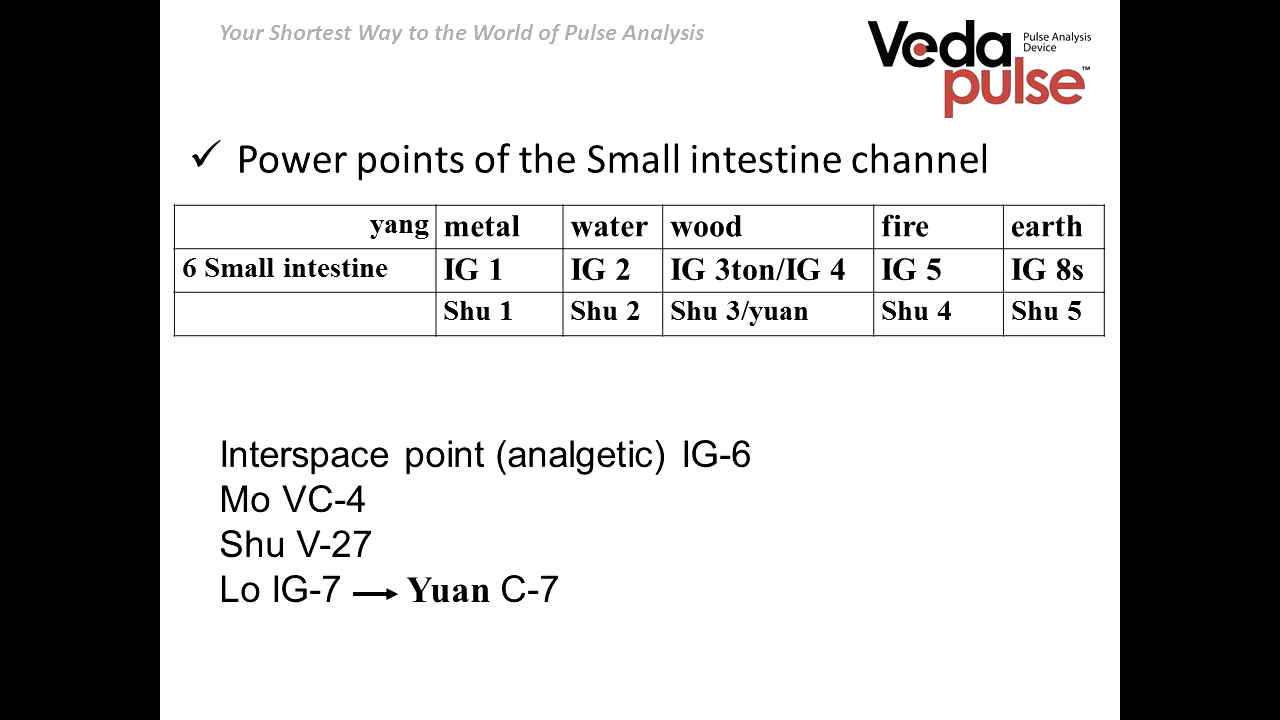 Your Shortest Way to the World of Pulse Analysis
Veda pulse™
Pulse Analysis
Device
✓ Power points of the Small intestine channel
yang metal water wood fire earth
6 Small intestine IG 1 IG 2 IG 3ton/IG 4 IG 5 IG 8s
Shu 1 Shu 2 Shu 3/yuan Shu 4 Shu 5
Interspace point (analgetic) IG-6
Mo VC-4
Shu V-27
Lo IG-7 → Yuan C-7